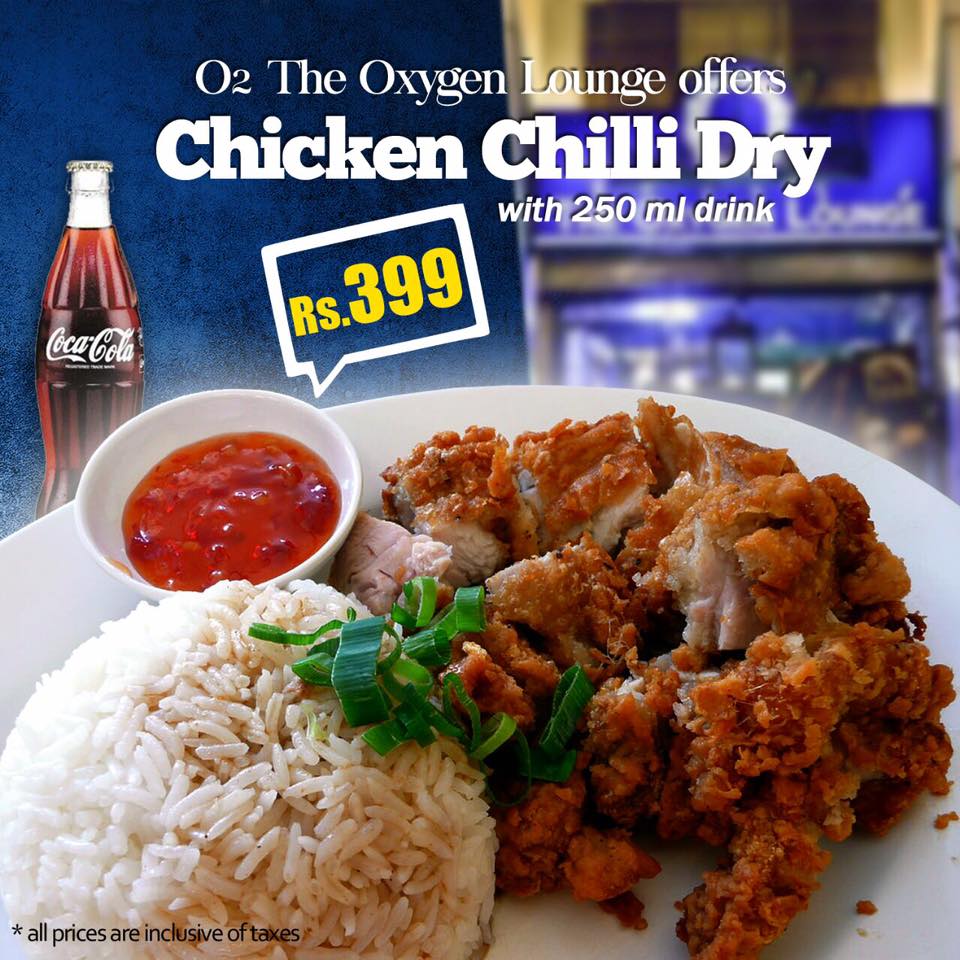 O2 The Oxygen Lounge offers
Chicken Chilli Dry
with 250 ml drink
Lounge
Rs.399
Coca-Cola
* all prices are inclusive of taxes